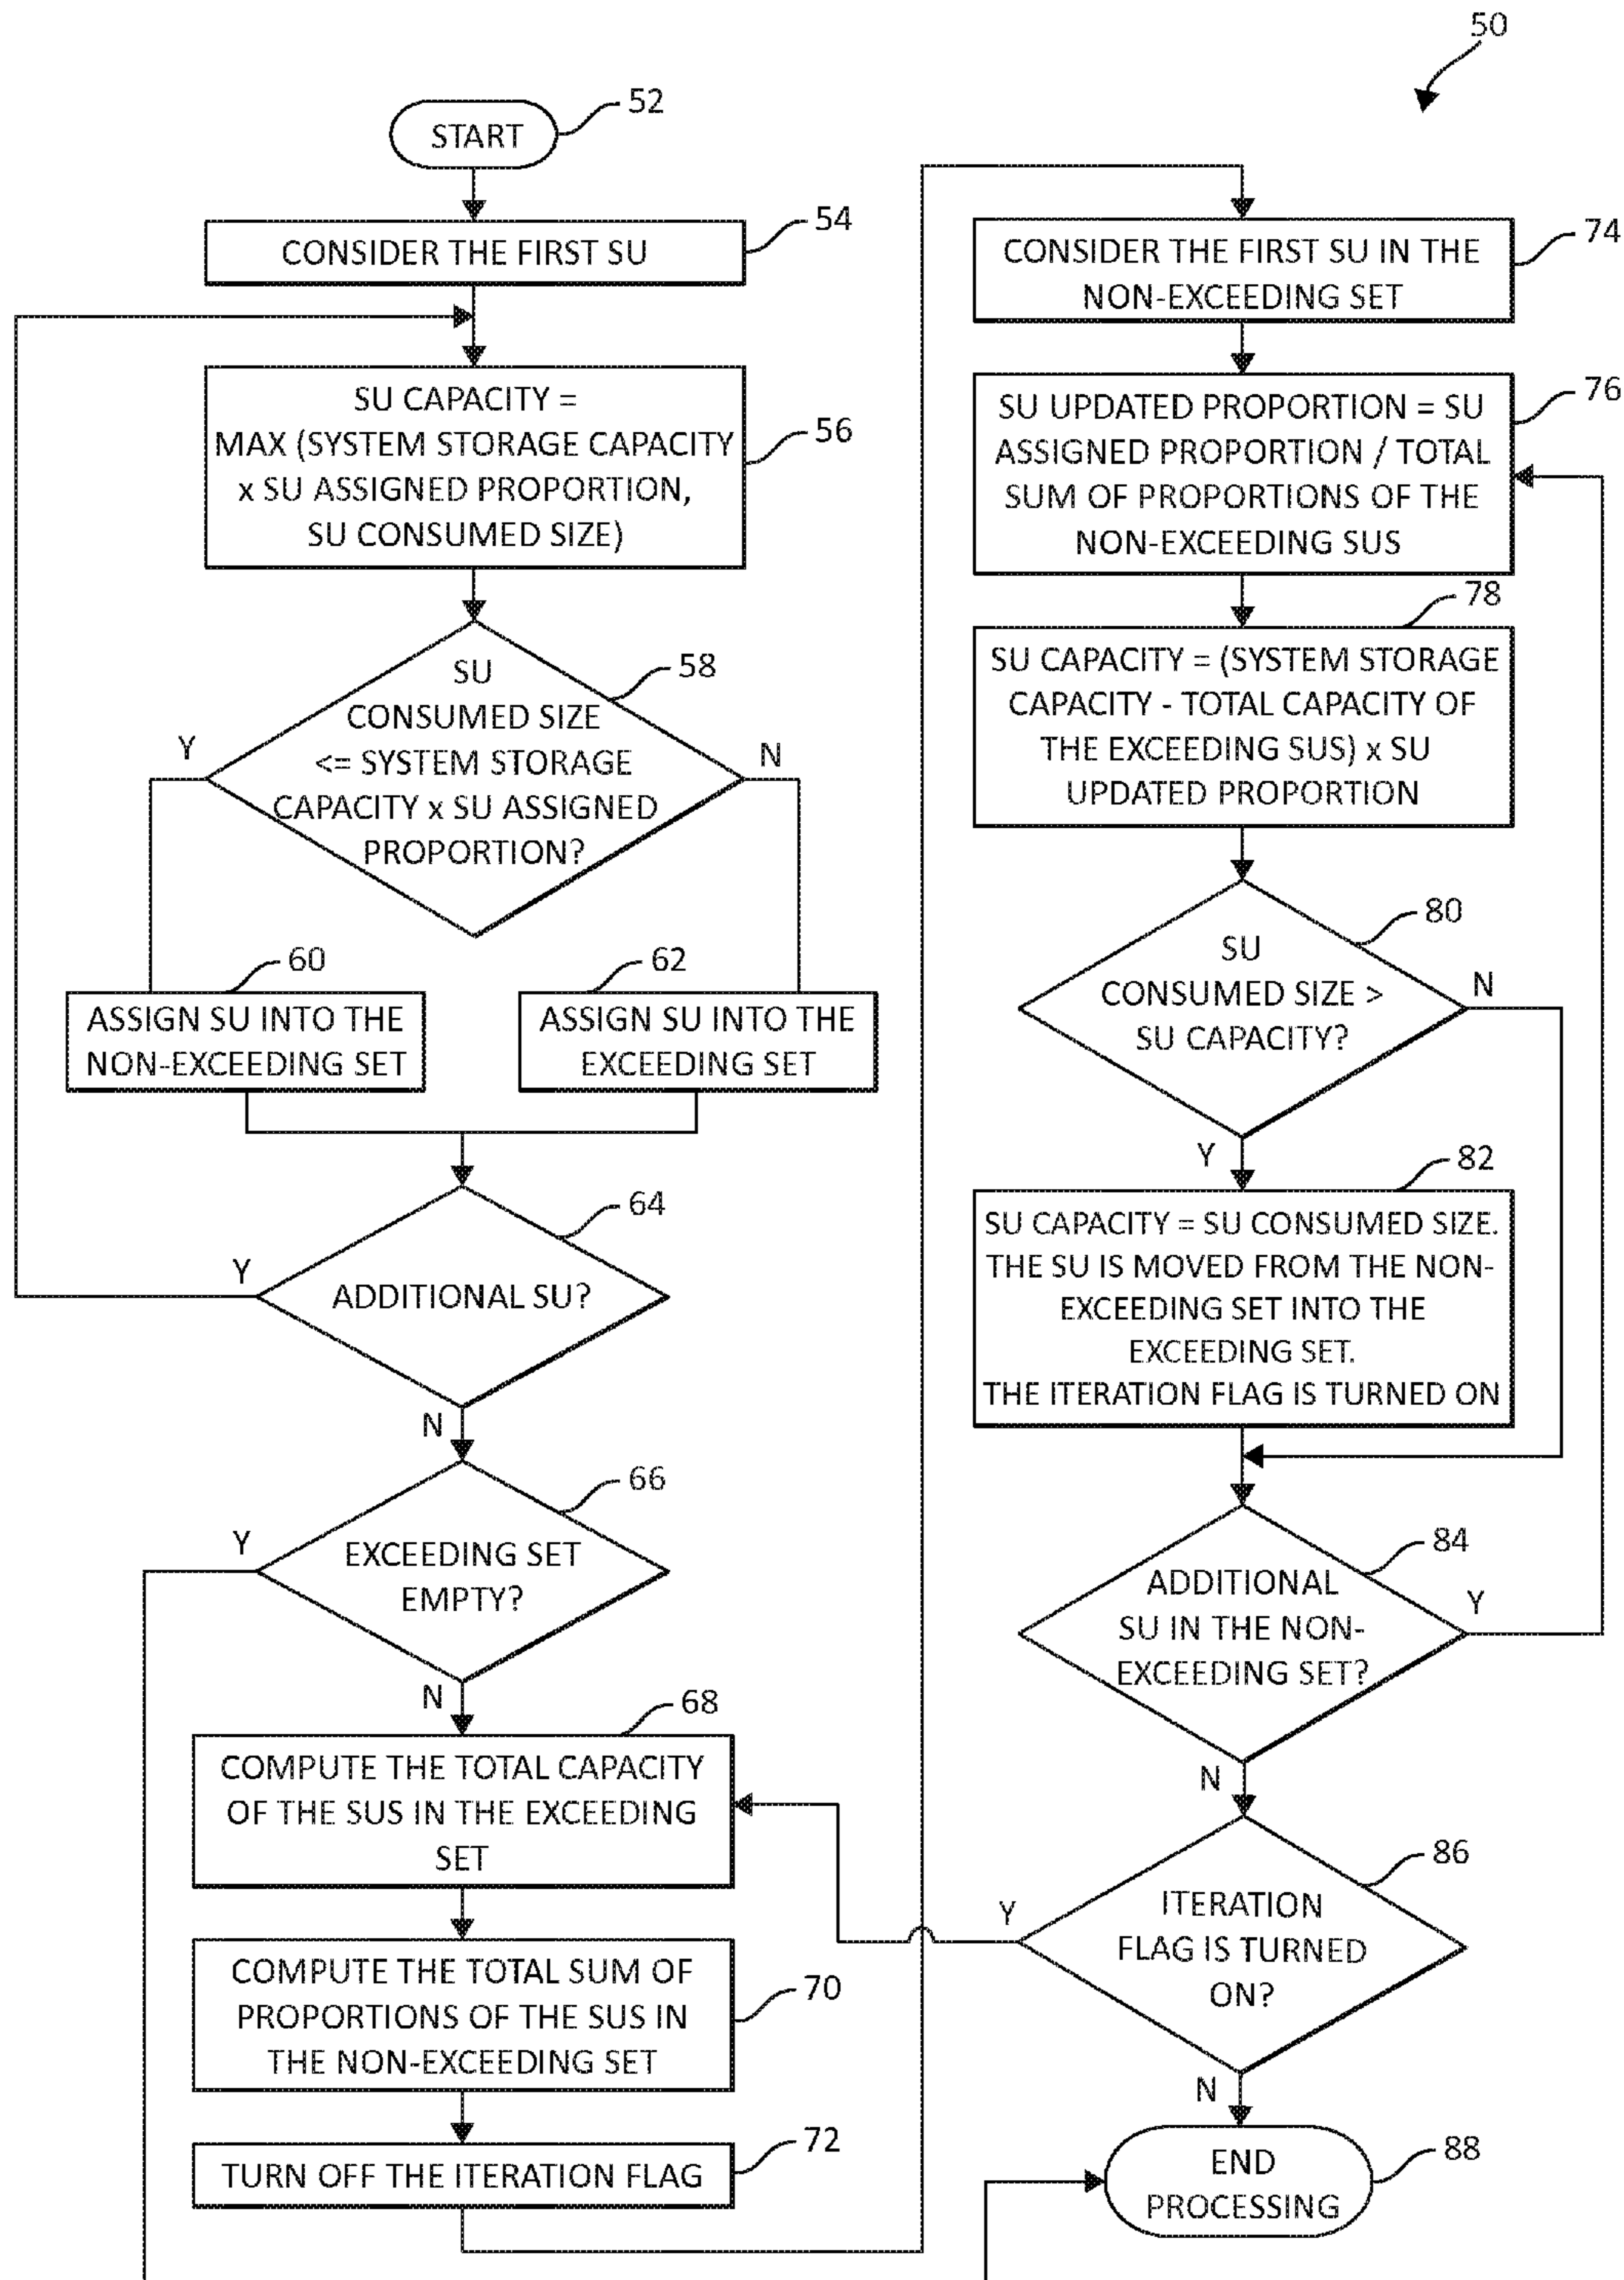 50
START
52
CONSIDER THE FIRST SU
54
SU CAPACITY =
MAX (SYSTEM STORAGE CAPACITY
x SU ASSIGNED PROPORTION,
SU CONSUMED SIZE)
56
SU
CONSUMED SIZE
<= SYSTEM STORAGE
CAPACITY x SU ASSIGNED
PROPORTION?
58
Y
N
60
ASSIGN SU INTO THE
NON-EXCEEDING SET
62
ASSIGN SU INTO THE
EXCEEDING SET
64
ADDITIONAL SU?
Y
N
66
EXCEEDING SET
EMPTY?
Y
N
68
COMPUTE THE TOTAL CAPACITY
OF THE SUS IN THE EXCEEDING
SET
COMPUTE THE TOTAL SUM OF
PROPORTIONS OF THE SUS IN
THE NON-EXCEEDING SET
70
TURN OFF THE ITERATION FLAG
72
CONSIDER THE FIRST SU IN THE
NON-EXCEEDING SET
74
SU UPDATED PROPORTION = SU
ASSIGNED PROPORTION / TOTAL
SUM OF PROPORTIONS OF THE
NON-EXCEEDING SUS
76
78
SU CAPACITY = (SYSTEM STORAGE
CAPACITY - TOTAL CAPACITY OF
THE EXCEEDING SUS) x SU
UPDATED PROPORTION
80
SU
CONSUMED SIZE >
SU CAPACITY?
N
Y
82
SU CAPACITY = SU CONSUMED SIZE.
THE SU IS MOVED FROM THE NON-
EXCEEDING SET INTO THE
EXCEEDING SET.
THE ITERATION FLAG IS TURNED ON
84
ADDITIONAL
SU IN THE NON-
EXCEEDING SET?
Y
N
86
ITERATION
FLAG IS TURNED
ON?
Y
N
END
PROCESSING
88